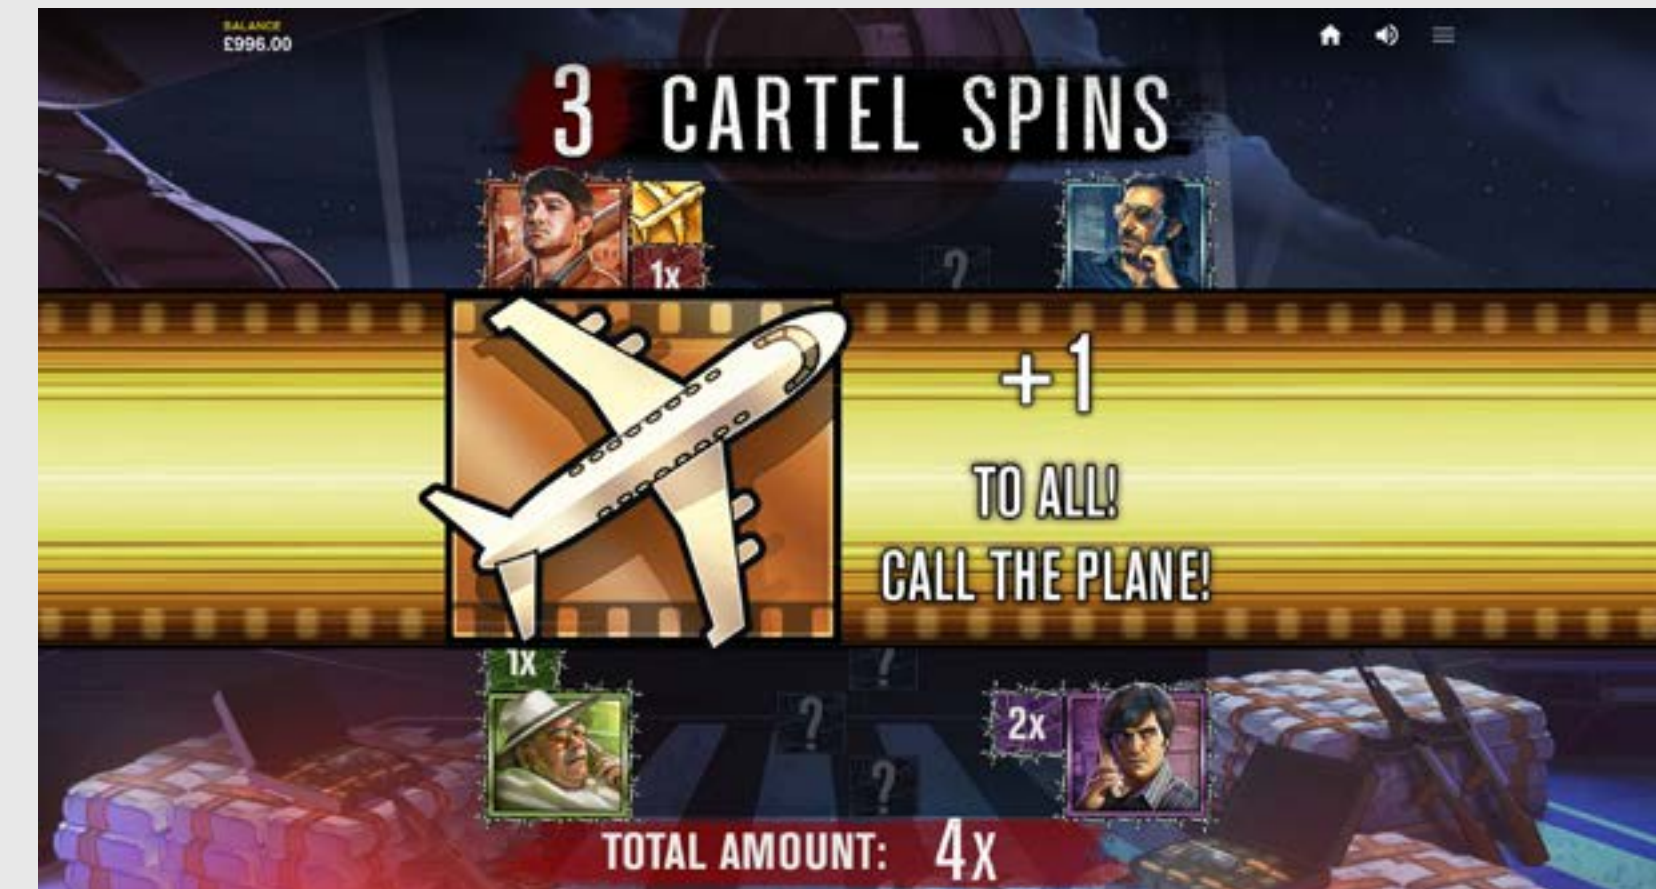 BALANCE
£996.00
3 CARTEL SPINS
1x
?
+1
TO ALL!
CALL THE PLANE!
1x
?
?
2x
?
TOTAL AMOUNT: 4x